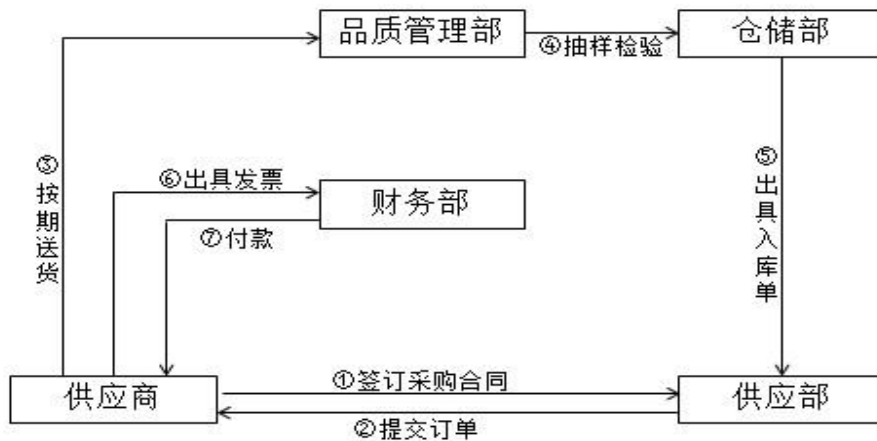 品质管理部
④抽样检验
仓储部
③按期送货
⑥出具发票
财务部
⑦付款
⑤出具入库单
供应商
①签订采购合同
供应部
②提交订单